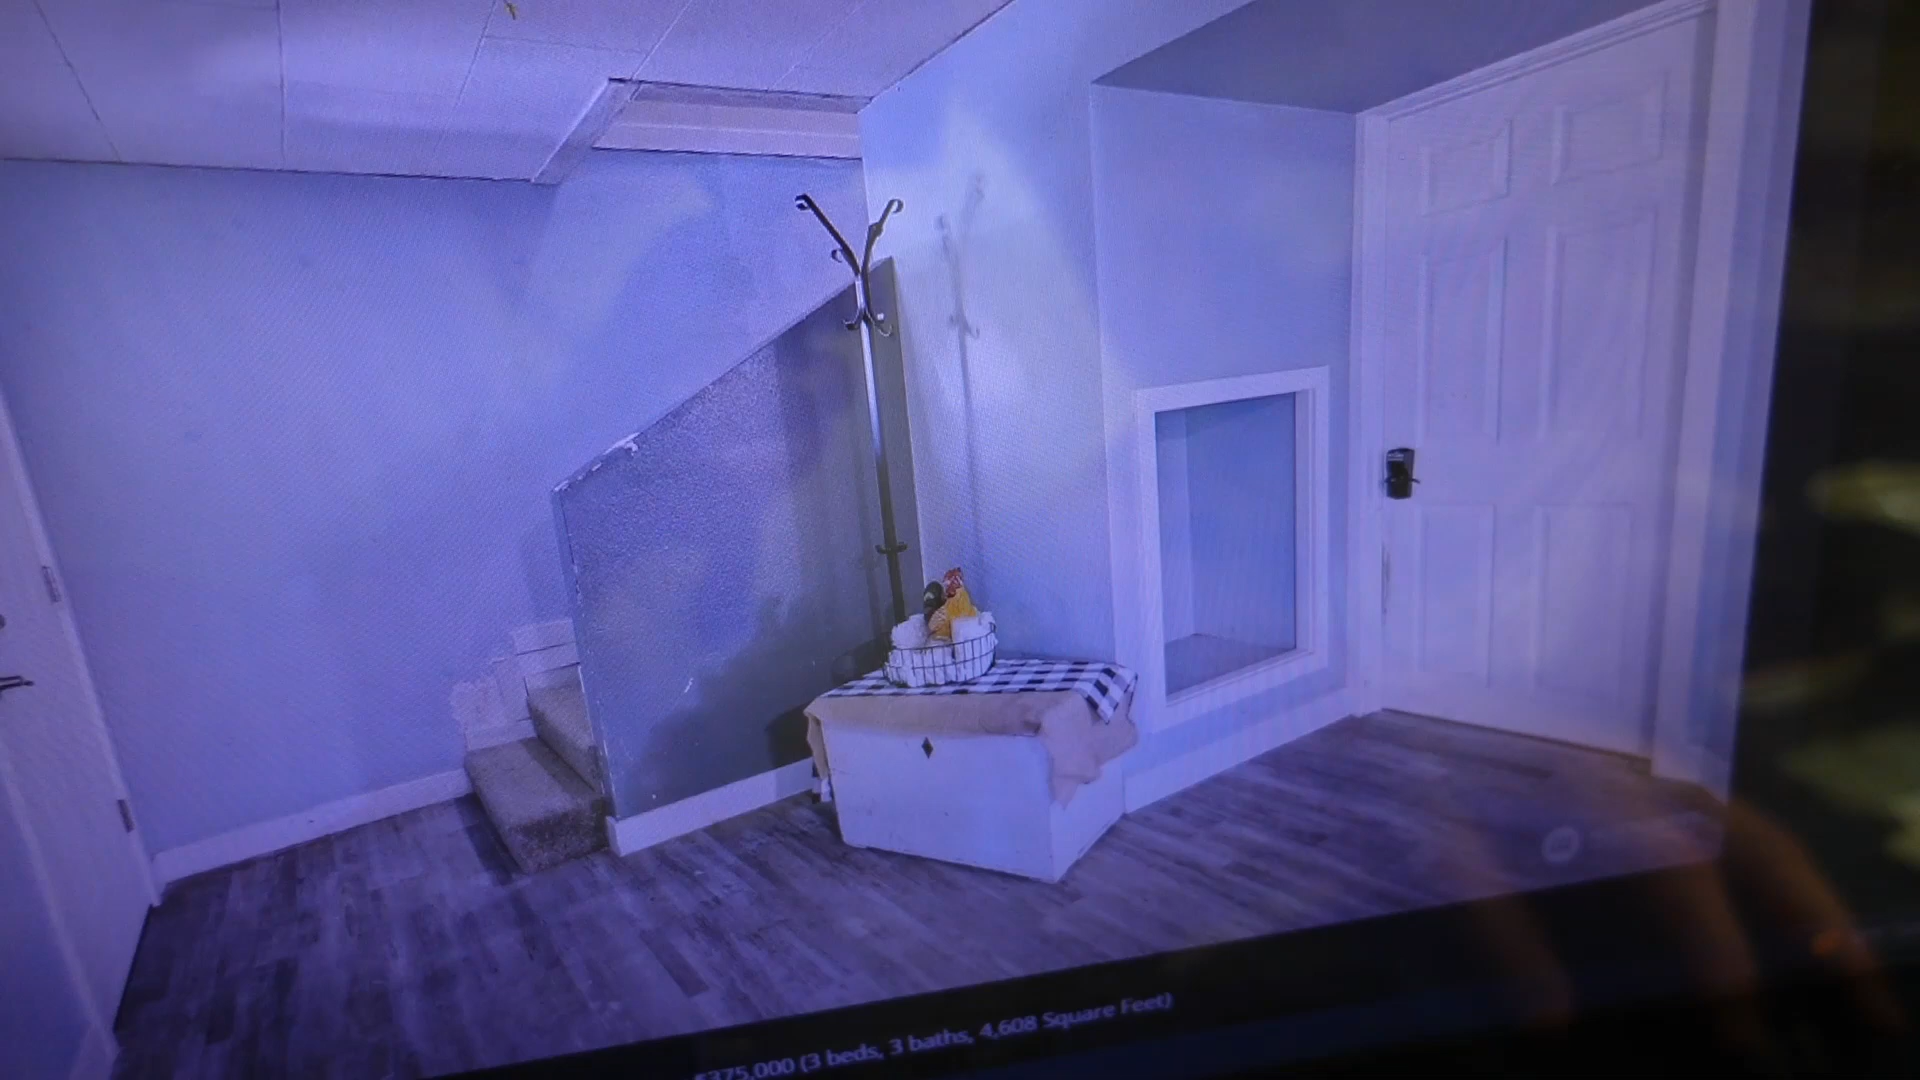 $375,000 (3 beds, 3 baths, 4,608 Square Feet)